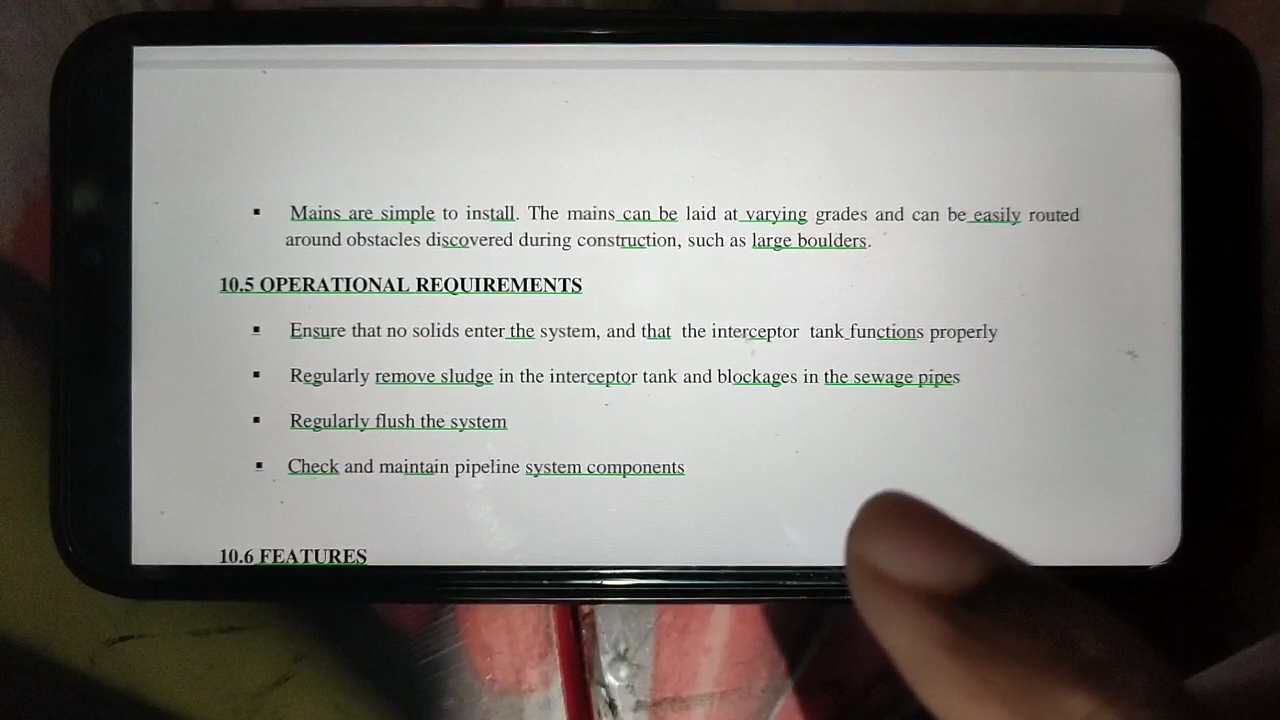 ▪ Mains are simple to install. The mains can be laid at varying grades and can be easily routed
around obstacles discovered during construction, such as large boulders.
10.5 OPERATIONAL REQUIREMENTS
▪ Ensure that no solids enter the system, and that the interceptor tank functions properly
▪ Regularly remove sludge in the interceptor tank and blockages in the sewage pipes
▪ Regularly flush the system
▪ Check and maintain pipeline system components
10.6 FEATURES